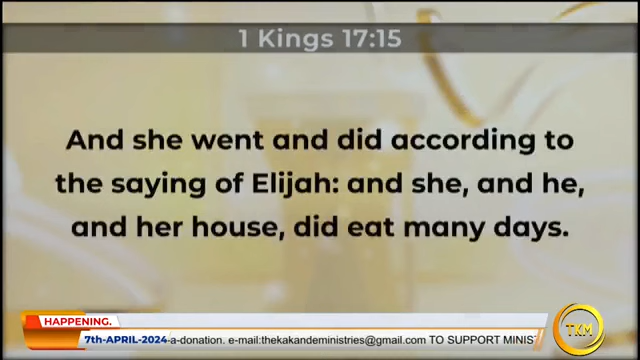 1 Kings 17:15
And she went and did according to
the saying of Elijah: and she, and he,
and her house, did eat many days.
HAPPENING.
7th-APRIL-2024-a-donation. e-mail:thekakandeministries@gmail.com TO SUPPORT MINIS
TKM